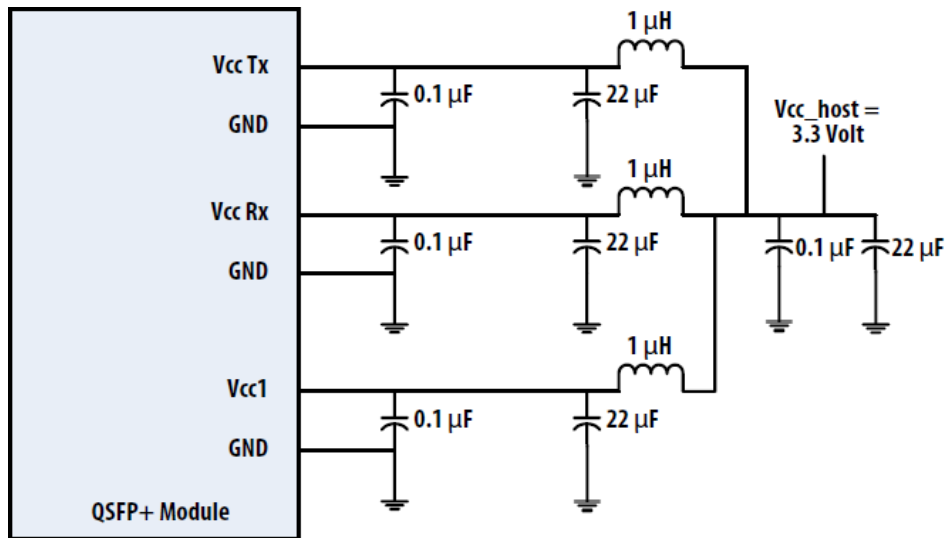 1 µH
Vcc Tx
0.1 µF
22 µF
Vcc_host =
3.3 Volt
GND
1 µH
Vcc Rx
0.1 µF
22 µF
0.1 µF
22 µF
GND
1 µH
Vcc1
0.1 µF
22 µF
GND
QSFP+ Module